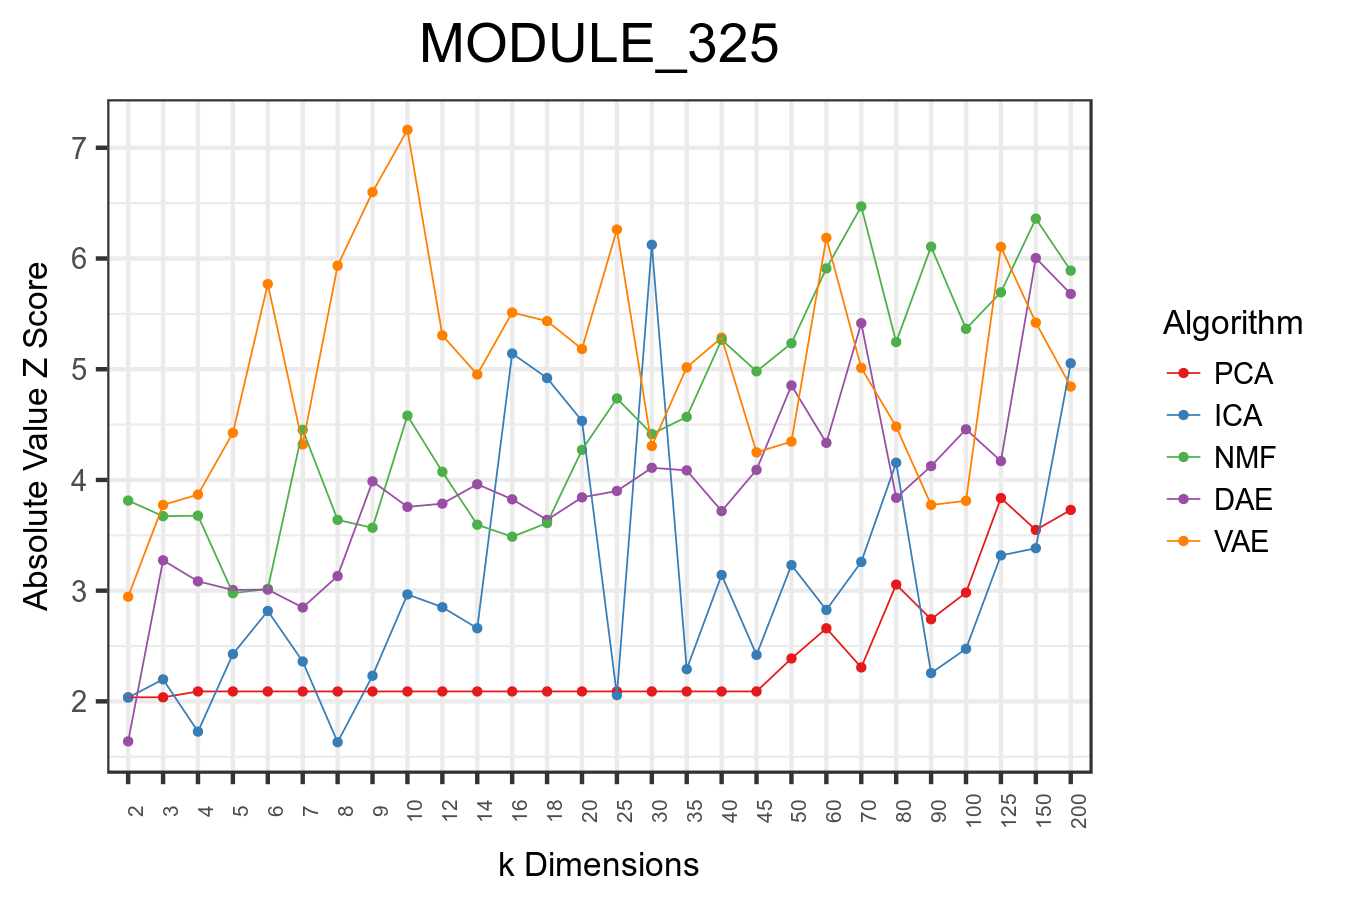 MODULE_325
Absolute Value Z Score
7
6
5
4
3
2
2 3 4 5 6 7 8 9 10 12 14 16 18 20 25 30 35 40 45 50 60 70 80 90 100 125 150 200
k Dimensions
Algorithm
PCA
ICA
NMF
DAE
VAE